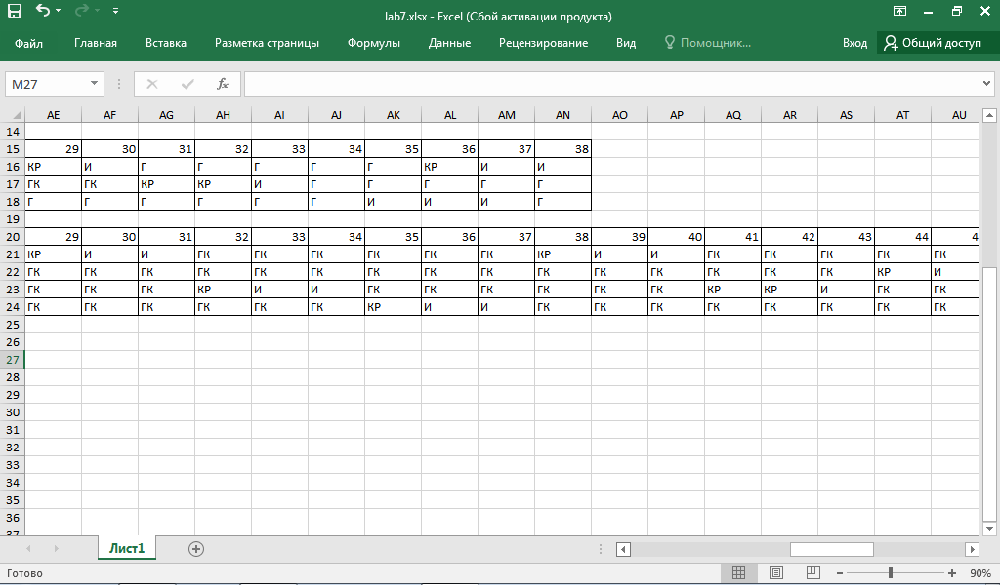 lab7.xlsx - Excel (Сбой активации продукта)
Файл Главная Вставка Разметка страницы Формулы Данные Рецензирование Вид Помощник... Вход Общий доступ
M27 fx
AE AF AG AH AI AJ AK AL AM AN AO AP AQ AR AS AT AU
14
15 29 30 31 32 33 34 35 36 37 38
16 КР И Г Г Г Г Г КР И И
17 ГК ГК КР КР И Г Г Г Г Г
18 Г Г Г Г Г Г И И И Г
19
20 29 30 31 32 33 34 35 36 37 38 39 40 41 42 43 44 4
21 КР И И ГК ГК ГК ГК ГК ГК КР И И ГК ГК ГК ГК ГК
22 ГК ГК ГК ГК ГК ГК ГК ГК ГК ГК ГК ГК ГК ГК ГК КР И
23 ГК ГК ГК КР И И ГК ГК ГК ГК ГК ГК КР КР И ГК ГК
24 ГК ГК ГК ГК ГК ГК КР И И ГК ГК ГК ГК ГК ГК ГК ГК
25
26
27
28
29
30
31
32
33
34
35
36
37
Лист1
Готово 90%